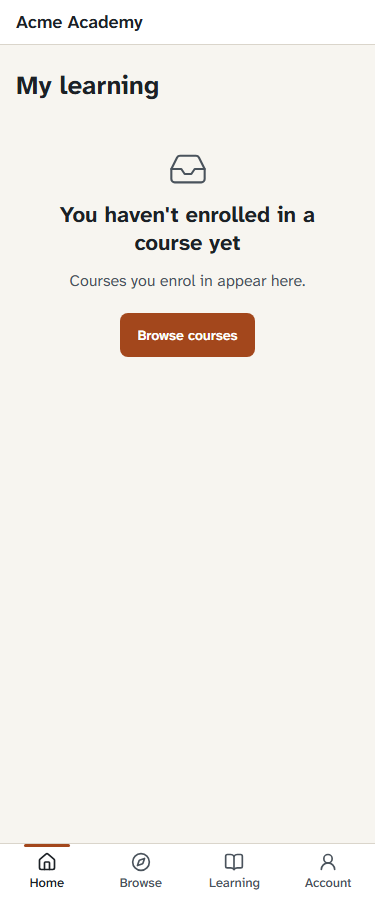 Acme Academy
My learning
You haven't enrolled in a
course yet
Courses you enrol in appear here.
Browse courses
Home
Browse
Learning
Account